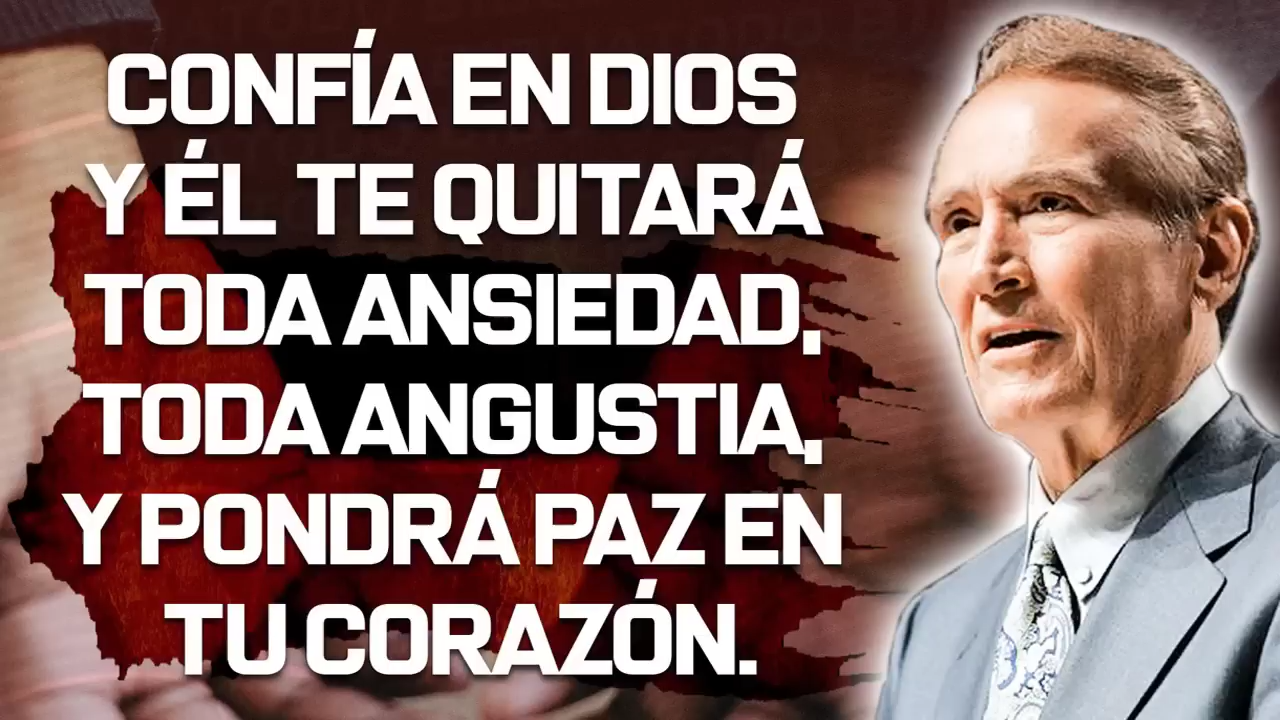 CONFÍA EN DIOS
Y ÉL TE QUITARÁ
TODA ANSIEDAD,
TODA ANGUSTIA,
Y PONDRÁ PAZ EN
TU CORAZÓN.